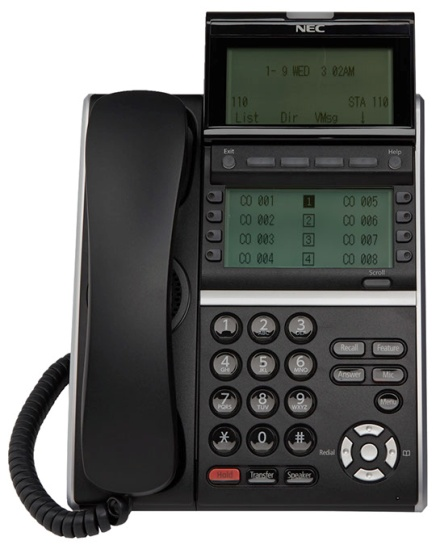 NEC
1- 9 WED 3:02AM
110 STA 110
List Dir VMsg ↓
Exit Help
CO 001 1 CO 005
CO 002 2 CO 006
CO 003 3 CO 007
CO 004 4 CO 008
Scroll
1 2 ABC 3 DEF
Recall Feature
4 GHI 5 JKL 6 MNO
Answer Mic
7 PQRS 8 TUV 9 WXYZ
Menu
* 0 #
Redial
Hold Transfer Speaker